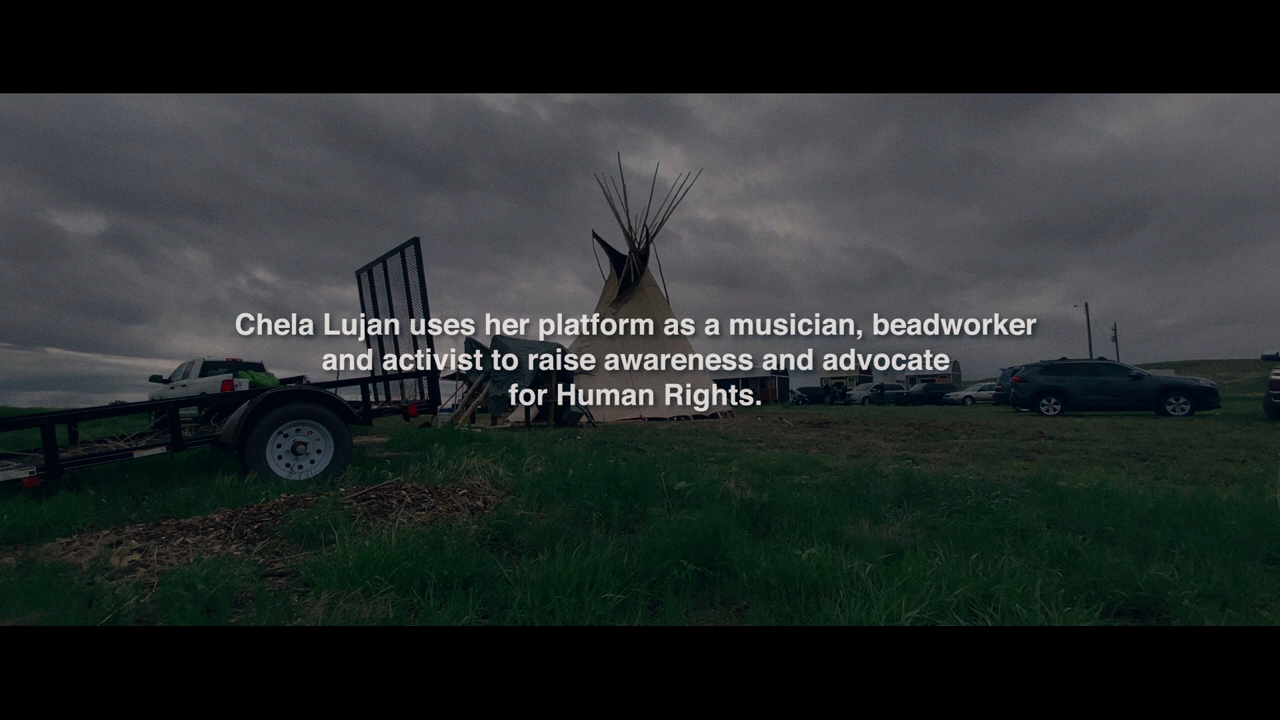 Chela Lujan uses her platform as a musician, beadworker
and activist to raise awareness and advocate
for Human Rights.